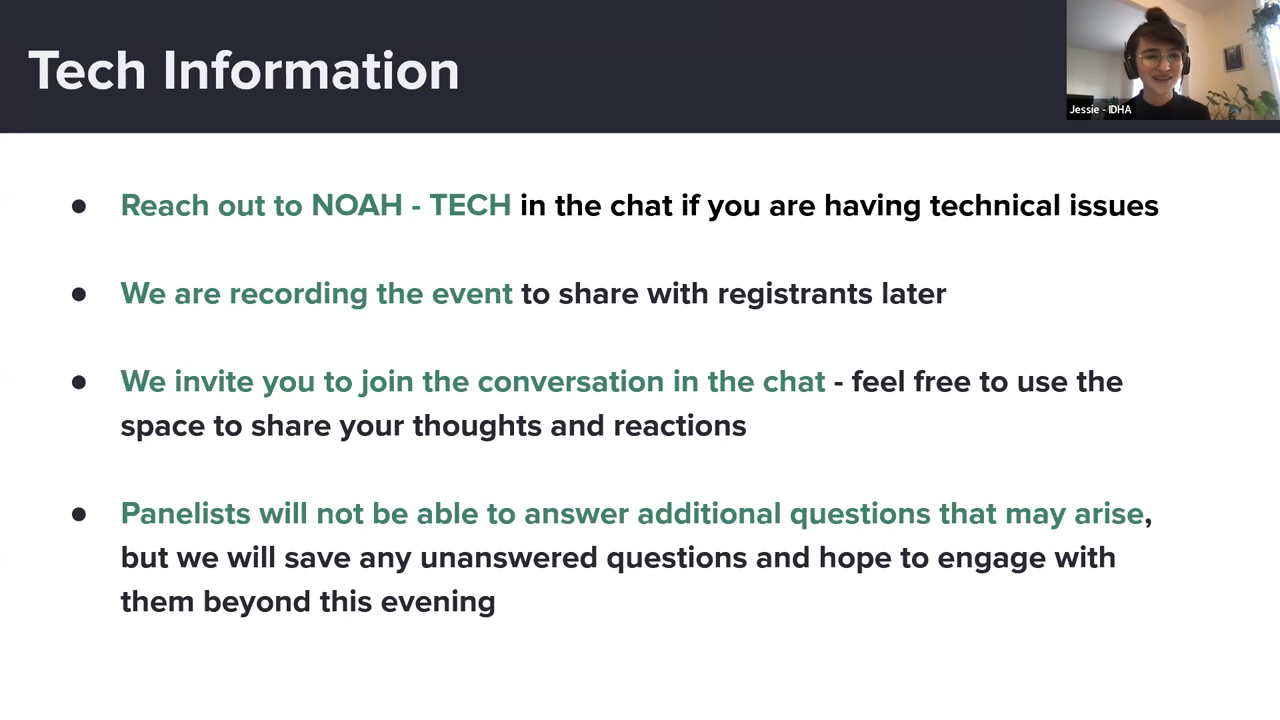 Tech Information
Jessie - IDHA
● Reach out to NOAH - TECH in the chat if you are having technical issues
● We are recording the event to share with registrants later
● We invite you to join the conversation in the chat - feel free to use the
space to share your thoughts and reactions
● Panelists will not be able to answer additional questions that may arise,
but we will save any unanswered questions and hope to engage with
them beyond this evening